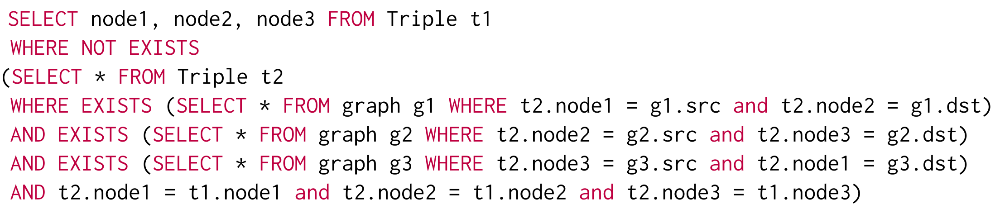 SELECT node1, node2, node3 FROM Triple t1
WHERE NOT EXISTS
(SELECT * FROM Triple t2
WHERE EXISTS (SELECT * FROM graph g1 WHERE t2.node1 = g1.src and t2.node2 = g1.dst)
AND EXISTS (SELECT * FROM graph g2 WHERE t2.node2 = g2.src and t2.node3 = g2.dst)
AND EXISTS (SELECT * FROM graph g3 WHERE t2.node3 = g3.src and t2.node1 = g3.dst)
AND t2.node1 = t1.node1 and t2.node2 = t1.node2 and t2.node3 = t1.node3)